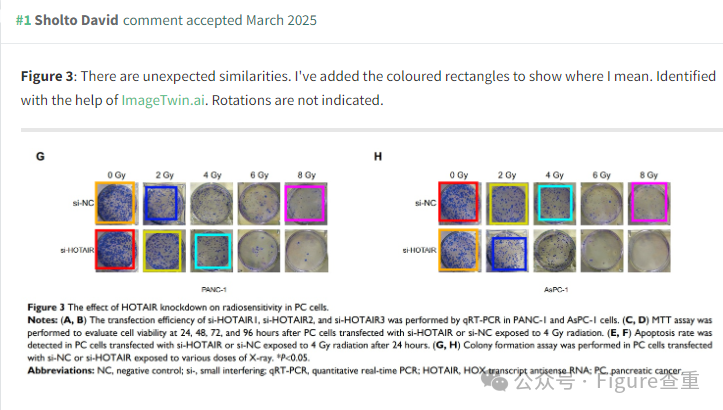 #1 Sholto David comment accepted March 2025
Figure 3: There are unexpected similarities. I've added the coloured rectangles to show where I mean. Identified
with the help of ImageTwin.ai. Rotations are not indicated.
G
H
0 Gy 2 Gy 4 Gy 6 Gy 8 Gy
0 Gy 2 Gy 4 Gy 6 Gy 8 Gy
si-NC
si-NC
si-HOTAIR
si-HOTAIR
PANC-1
AsPC-1
Figure 3 The effect of HOTAIR knockdown on radiosensitivity in PC cells.
Notes: (A, B) The transfection efficiency of si-HOTAIR1, si-HOTAIR2, and si-HOTAIR3 was performed by qRT-PCR in PANC-1 and AsPC-1 cells. (C, D) MTT assay was
performed to evaluate cell viability at 24, 48, 72, and 96 hours after PC cells transfected with si-HOTAIR or si-NC exposed to 4 Gy radiation. (E, F) Apoptosis rate was
detected in PC cells transfected with si-HOTAIR or si-NC exposed to 4 Gy radiation after 24 hours. (G, H) Colony formation assay was performed in PC cells transfected
with si-NC or si-HOTAIR exposed to various doses of X-ray. *P<0.05.
Abbreviations: NC, negative control; si-, small interfering; qRT-PCR, quantitative real-time PCR; HOTAIR, HOX transcript antisense RNA; PC, pancreatic cancer.
公众号 · Figure查重